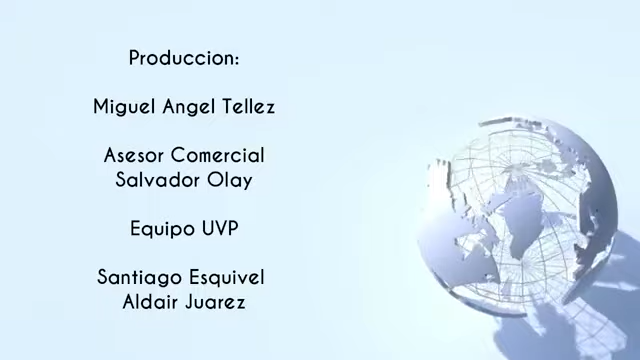 Produccion:
Miguel Angel Tellez
Asesor Comercial
Salvador Olay
Equipo UVP
Santiago Esquivel
Aldair Juarez